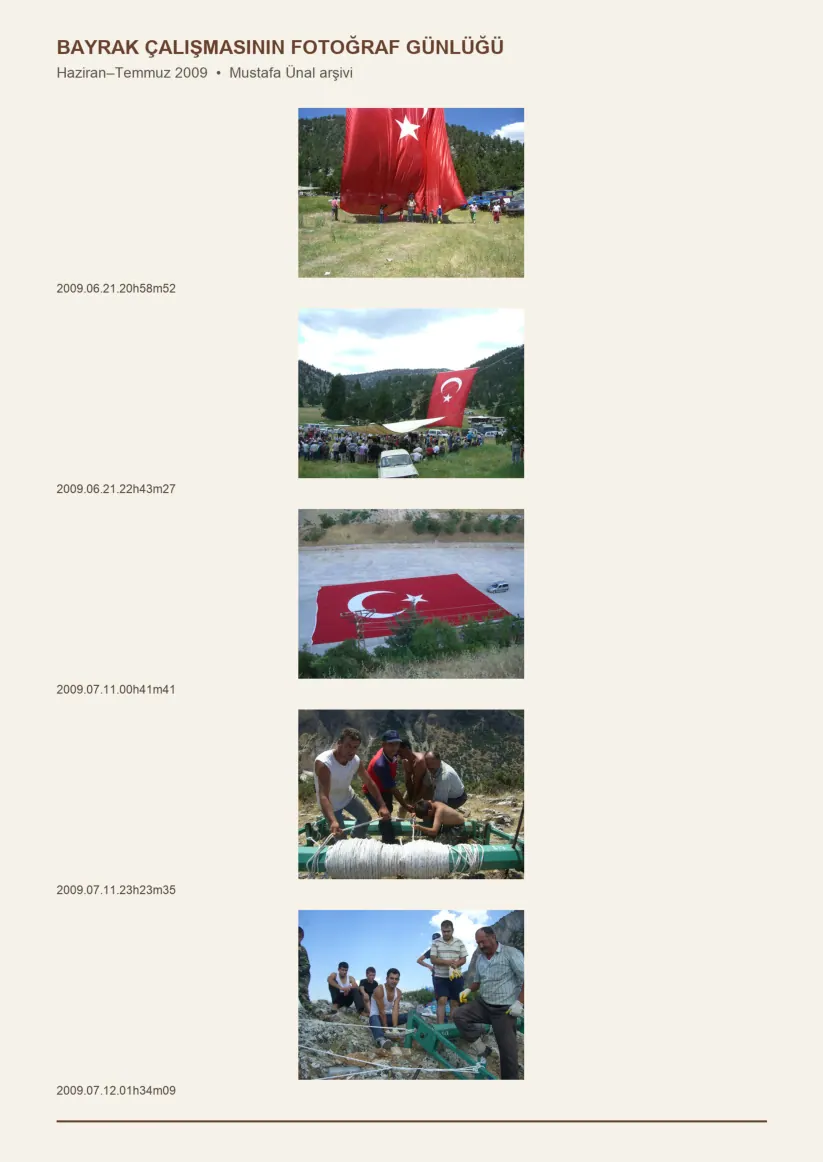 BAYRAK ÇALIŞMASININ FOTOĞRAF GÜNLÜĞÜ
Haziran–Temmuz 2009 • Mustafa Ünal arşivi
2009.06.21.20h58m52
2009.06.21.22h43m27
2009.07.11.00h41m41
2009.07.11.23h23m35
2009.07.12.01h34m09